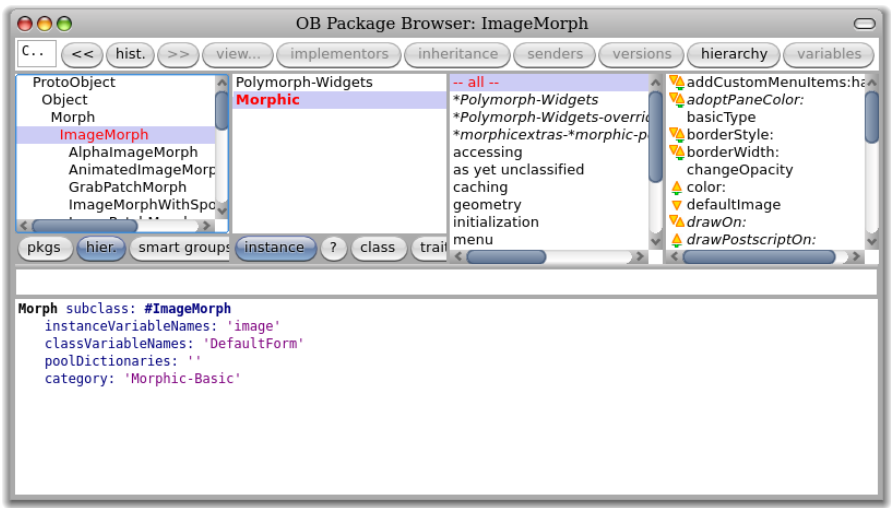 OB Package Browser: ImageMorph
C.. << hist. >> view... implementors inheritance senders versions hierarchy variables
ProtoObject
Object
Morph
ImageMorph
AlphaImageMorph
AnimatedImageMorp
GrabPatchMorph
ImageMorphWithSpo
Polymorph-Widgets
Morphic
-- all --
*Polymorph-Widgets
*Polymorph-Widgets-overrid
*morphicextras-*morphic-p
accessing
as yet unclassified
caching
geometry
initialization
menu
addCustomMenuItems:ha
adoptPaneColor:
basicType
borderStyle:
borderWidth:
changeOpacity
color:
defaultImage
drawOn:
drawPostscriptOn:
pkgs hier. smart groups instance ? class trait
Morph subclass: #ImageMorph
instanceVariableNames: 'image'
classVariableNames: 'DefaultForm'
poolDictionaries: ''
category: 'Morphic-Basic'